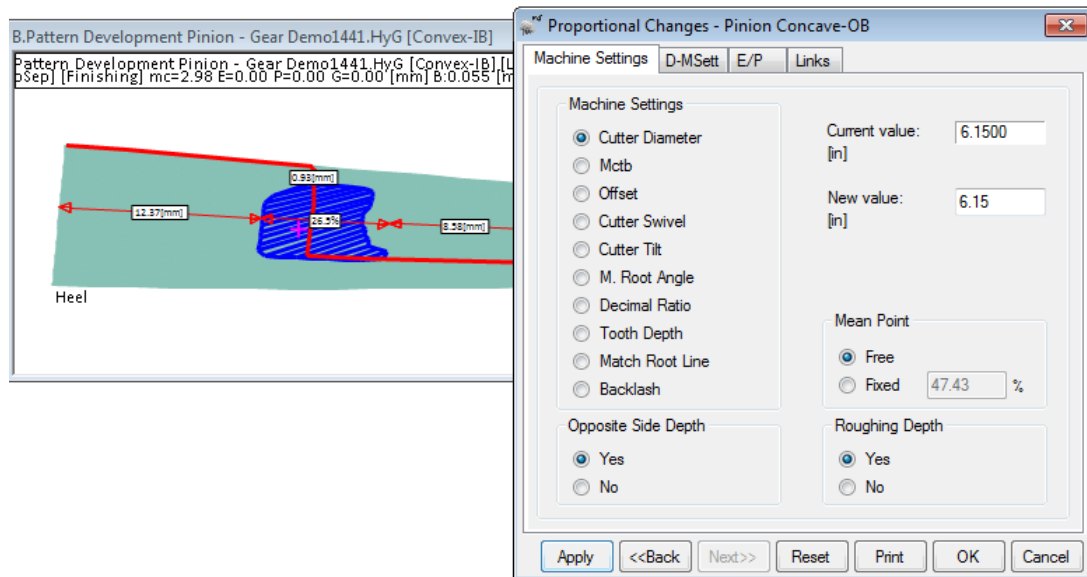 B.Pattern Development Pinion - Gear Demo1441.HyG [Convex-IB]
Pattern Development Pinion - Gear Demo1441.HyG [Convex-IB] [L
oSep] [Finishing] mc=2.98 E=0.00 P=0.00 G=0.00 [mm] B:0.055 [m
0.93[mm]
12.37[mm]
26.5%
8.58[mm]
Heel
Proportional Changes - Pinion Concave-OB
Machine Settings
D-MSett
E/P
Links
Machine Settings
Cutter Diameter
Mctb
Offset
Cutter Swivel
Cutter Tilt
M. Root Angle
Decimal Ratio
Tooth Depth
Match Root Line
Backlash
Current value:
6.1500
[in]
New value:
6.15
[in]
Mean Point
Free
Fixed
47.43
%
Opposite Side Depth
Yes
No
Roughing Depth
Yes
No
Apply
<<Back
Next>>
Reset
Print
OK
Cancel